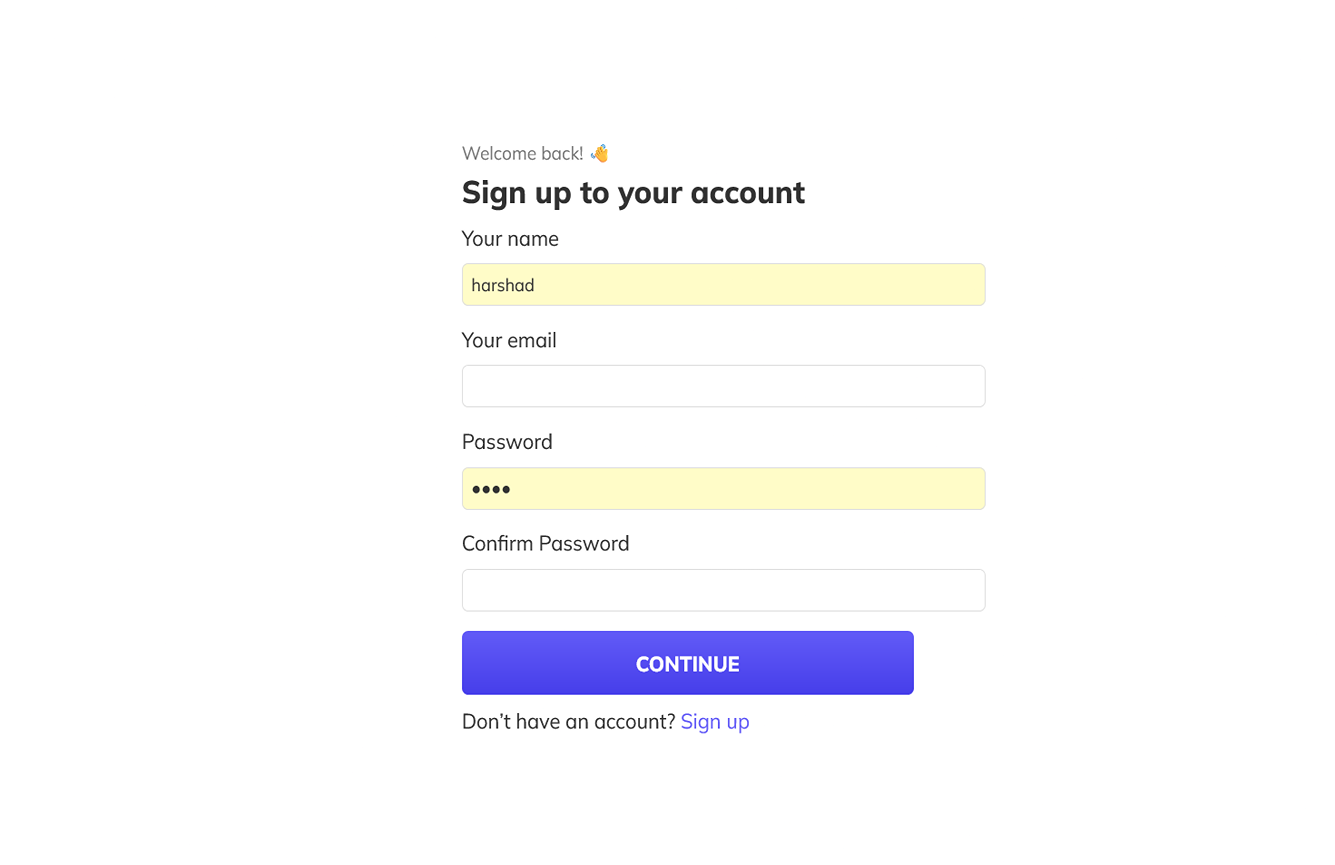 Welcome back! 👋
Sign up to your account
Your name
harshad
Your email
Password
••••
Confirm Password
CONTINUE
Don’t have an account? Sign up